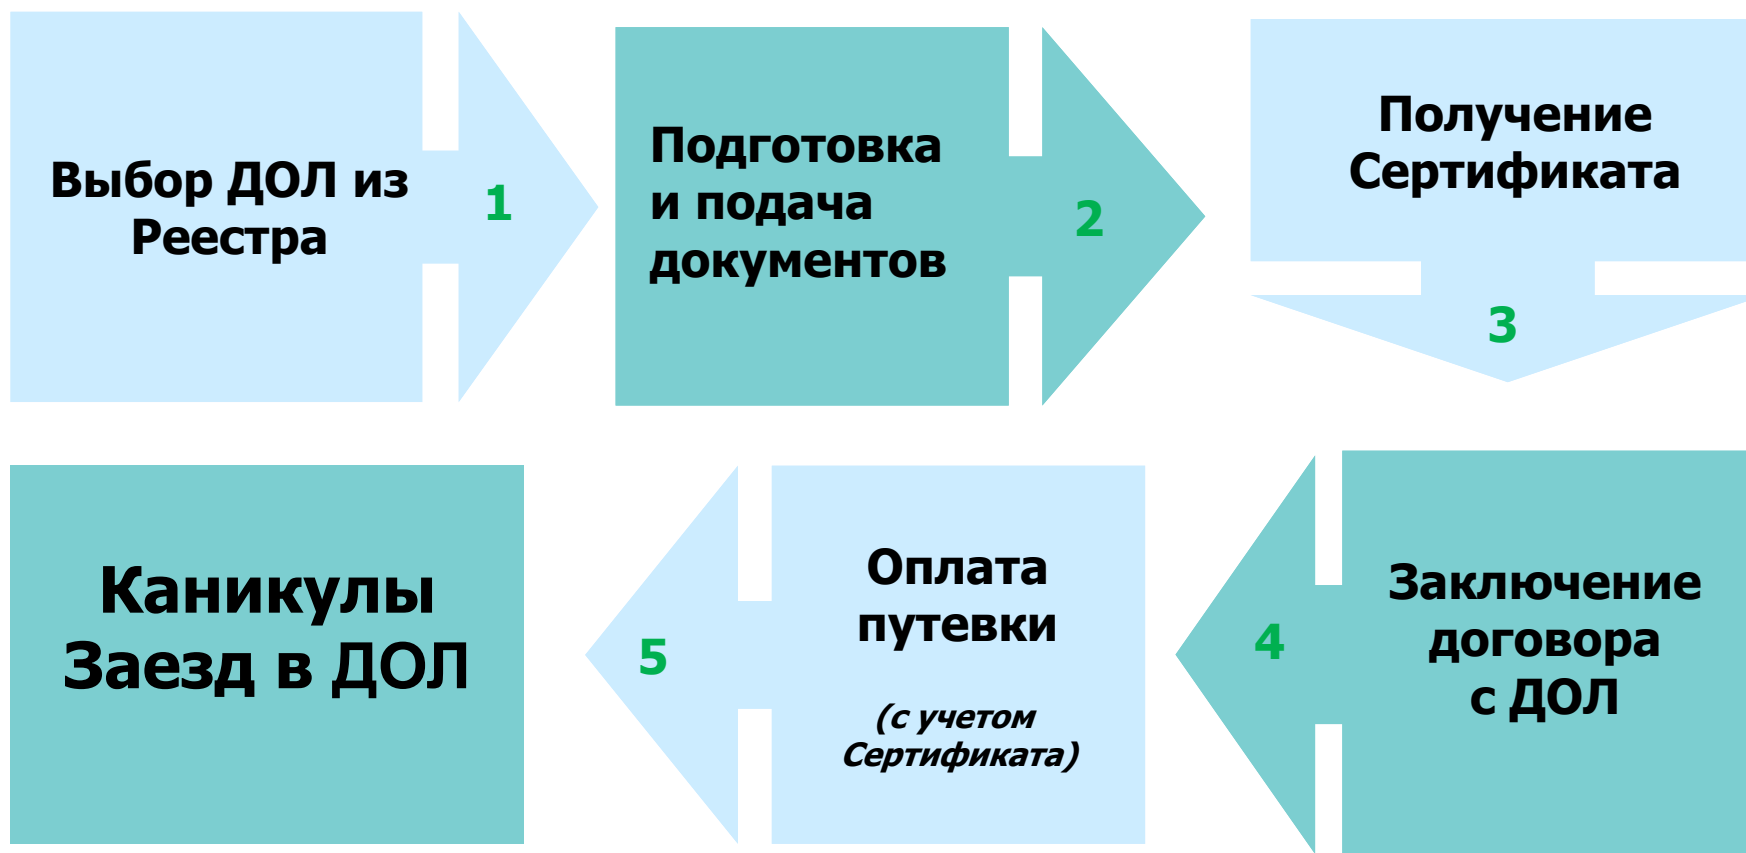 Выбор ДОЛ из
Реестра
1
Подготовка
и подача
документов
2
Получение
Сертификата
3
Заключение
договора
с ДОЛ
4
Оплата
путевки
(с учетом
Сертификата)
5
Каникулы
Заезд в ДОЛ